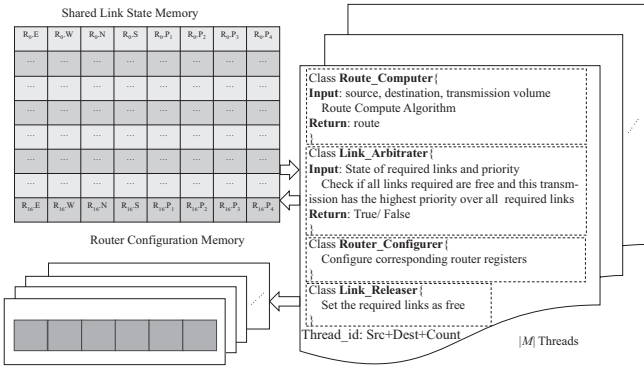 Shared Link State Memory
R0.E R0.W R0.N R0.S R0.P1 R0.P2 R0.P3 R0.P4
... ... ... ... ... ... ... ...
... ... ... ... ... ... ... ...
... ... ... ... ... ... ... ...
... ... ... ... ... ... ... ...
... ... ... ... ... ... ... ...
... ... ... ... ... ... ... ...
R16.E R16.W R16.N R16.S R16.P1 R16.P2 R16.P3 R16.P4
Router Configuration Memory
Class Route_Computer{
Input: source, destination, transmission volume
Route Compute Algorithm
Return: route
}
Class Link_Arbitrater{
Input: State of required links and priority
Check if all links required are free and this transm-
ission has the highest priority over all required links
Return: True/ False
}
Class Router_Configurer{
Configure corresponding router registers
}
Class Link_Releaser{
Set the required links as free
}
Thread_id: Src+Dest+Count
|M| Threads